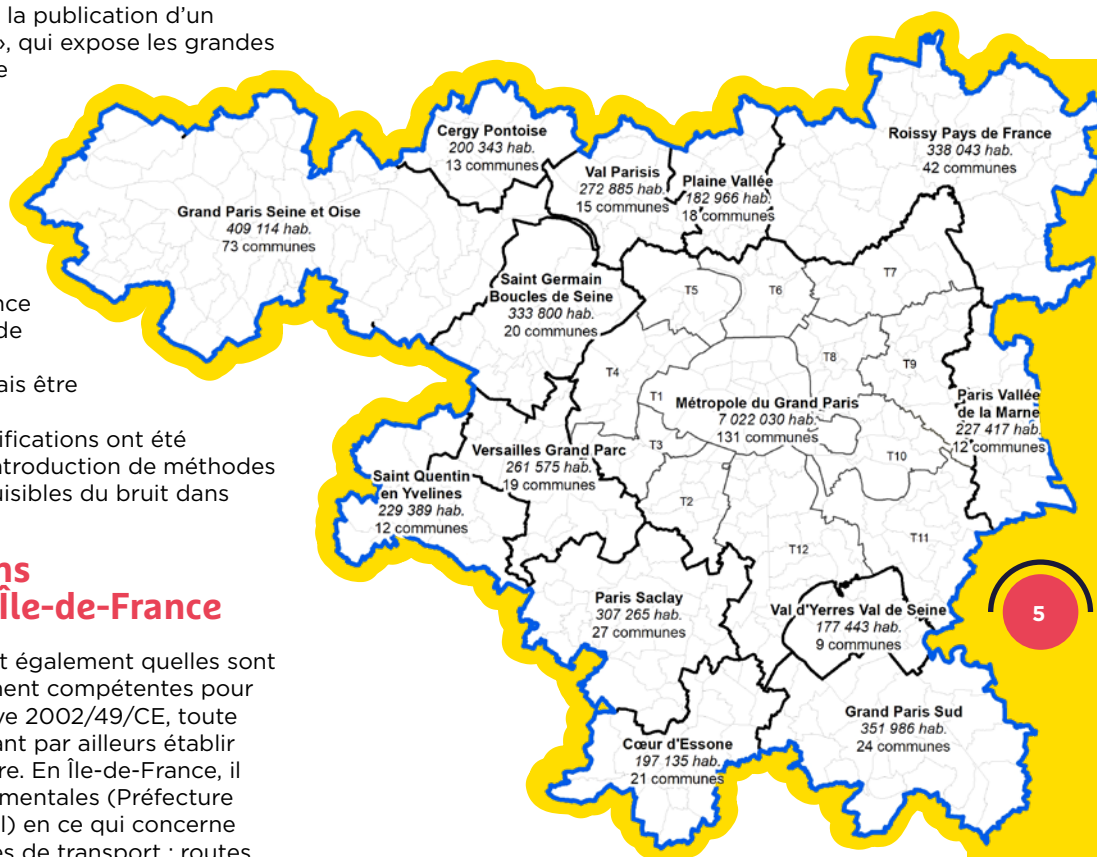 la publication d’un
», qui expose les grandes
e
nce
de
ais être
ifications ont été
ntroduction de méthodes
uisibles du bruit dans
ns
Île-de-France
t également quelles sont
ment compétentes pour
ve 2002/49/CE, toute
ant par ailleurs établir
re. En Île-de-France, il
ementales (Préfecture
l) en ce qui concerne
es de transport : routes
Cergy Pontoise
200 343 hab.
13 communes
Val Parisis
272 885 hab.
15 communes
Plaine Vallée
182 966 hab.
18 communes
Roissy Pays de France
338 043 hab.
42 communes
Grand Paris Seine et Oise
409 114 hab.
73 communes
Saint Germain
Boucles de Seine
333 800 hab.
20 communes
T5
T6
T7
T4
T8
T9
T1
Métropole du Grand Paris
7 022 030 hab.
131 communes
Paris Vallée
de la Marne
227 417 hab.
12 communes
T3
T10
T2
T11
T12
Versailles Grand Parc
261 575 hab.
19 communes
Saint Quentin
en Yvelines
229 389 hab.
12 communes
Paris Saclay
307 265 hab.
27 communes
Val d'Yerres Val de Seine
177 443 hab.
9 communes
Grand Paris Sud
351 986 hab.
24 communes
Cœur d'Essone
197 135 hab.
21 communes
5